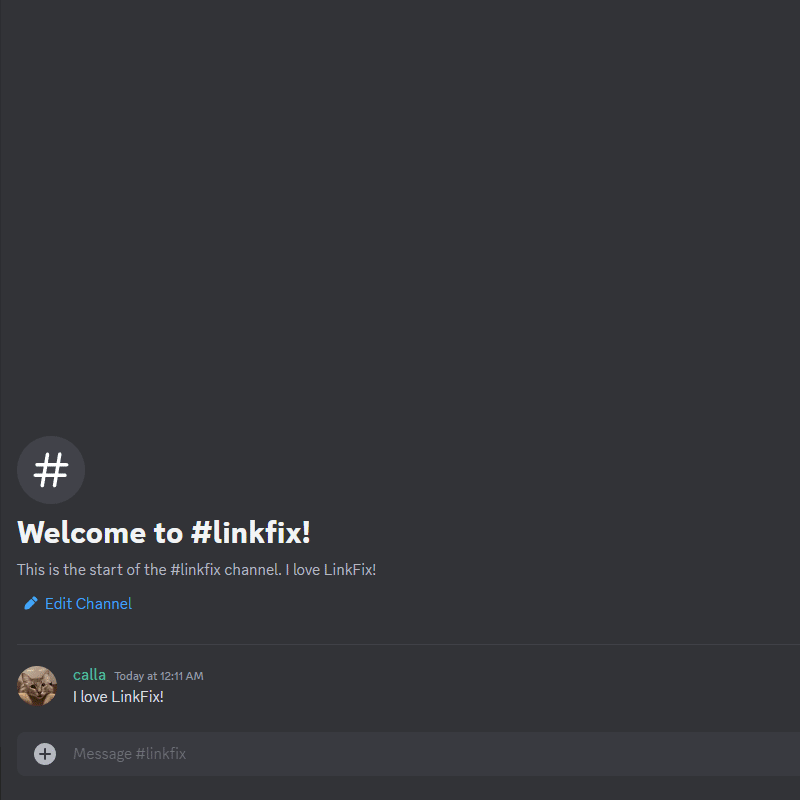 Welcome to #linkfix!
This is the start of the #linkfix channel. I love LinkFix!
Edit Channel
calla Today at 12:11 AM
I love LinkFix!
Message #linkfix